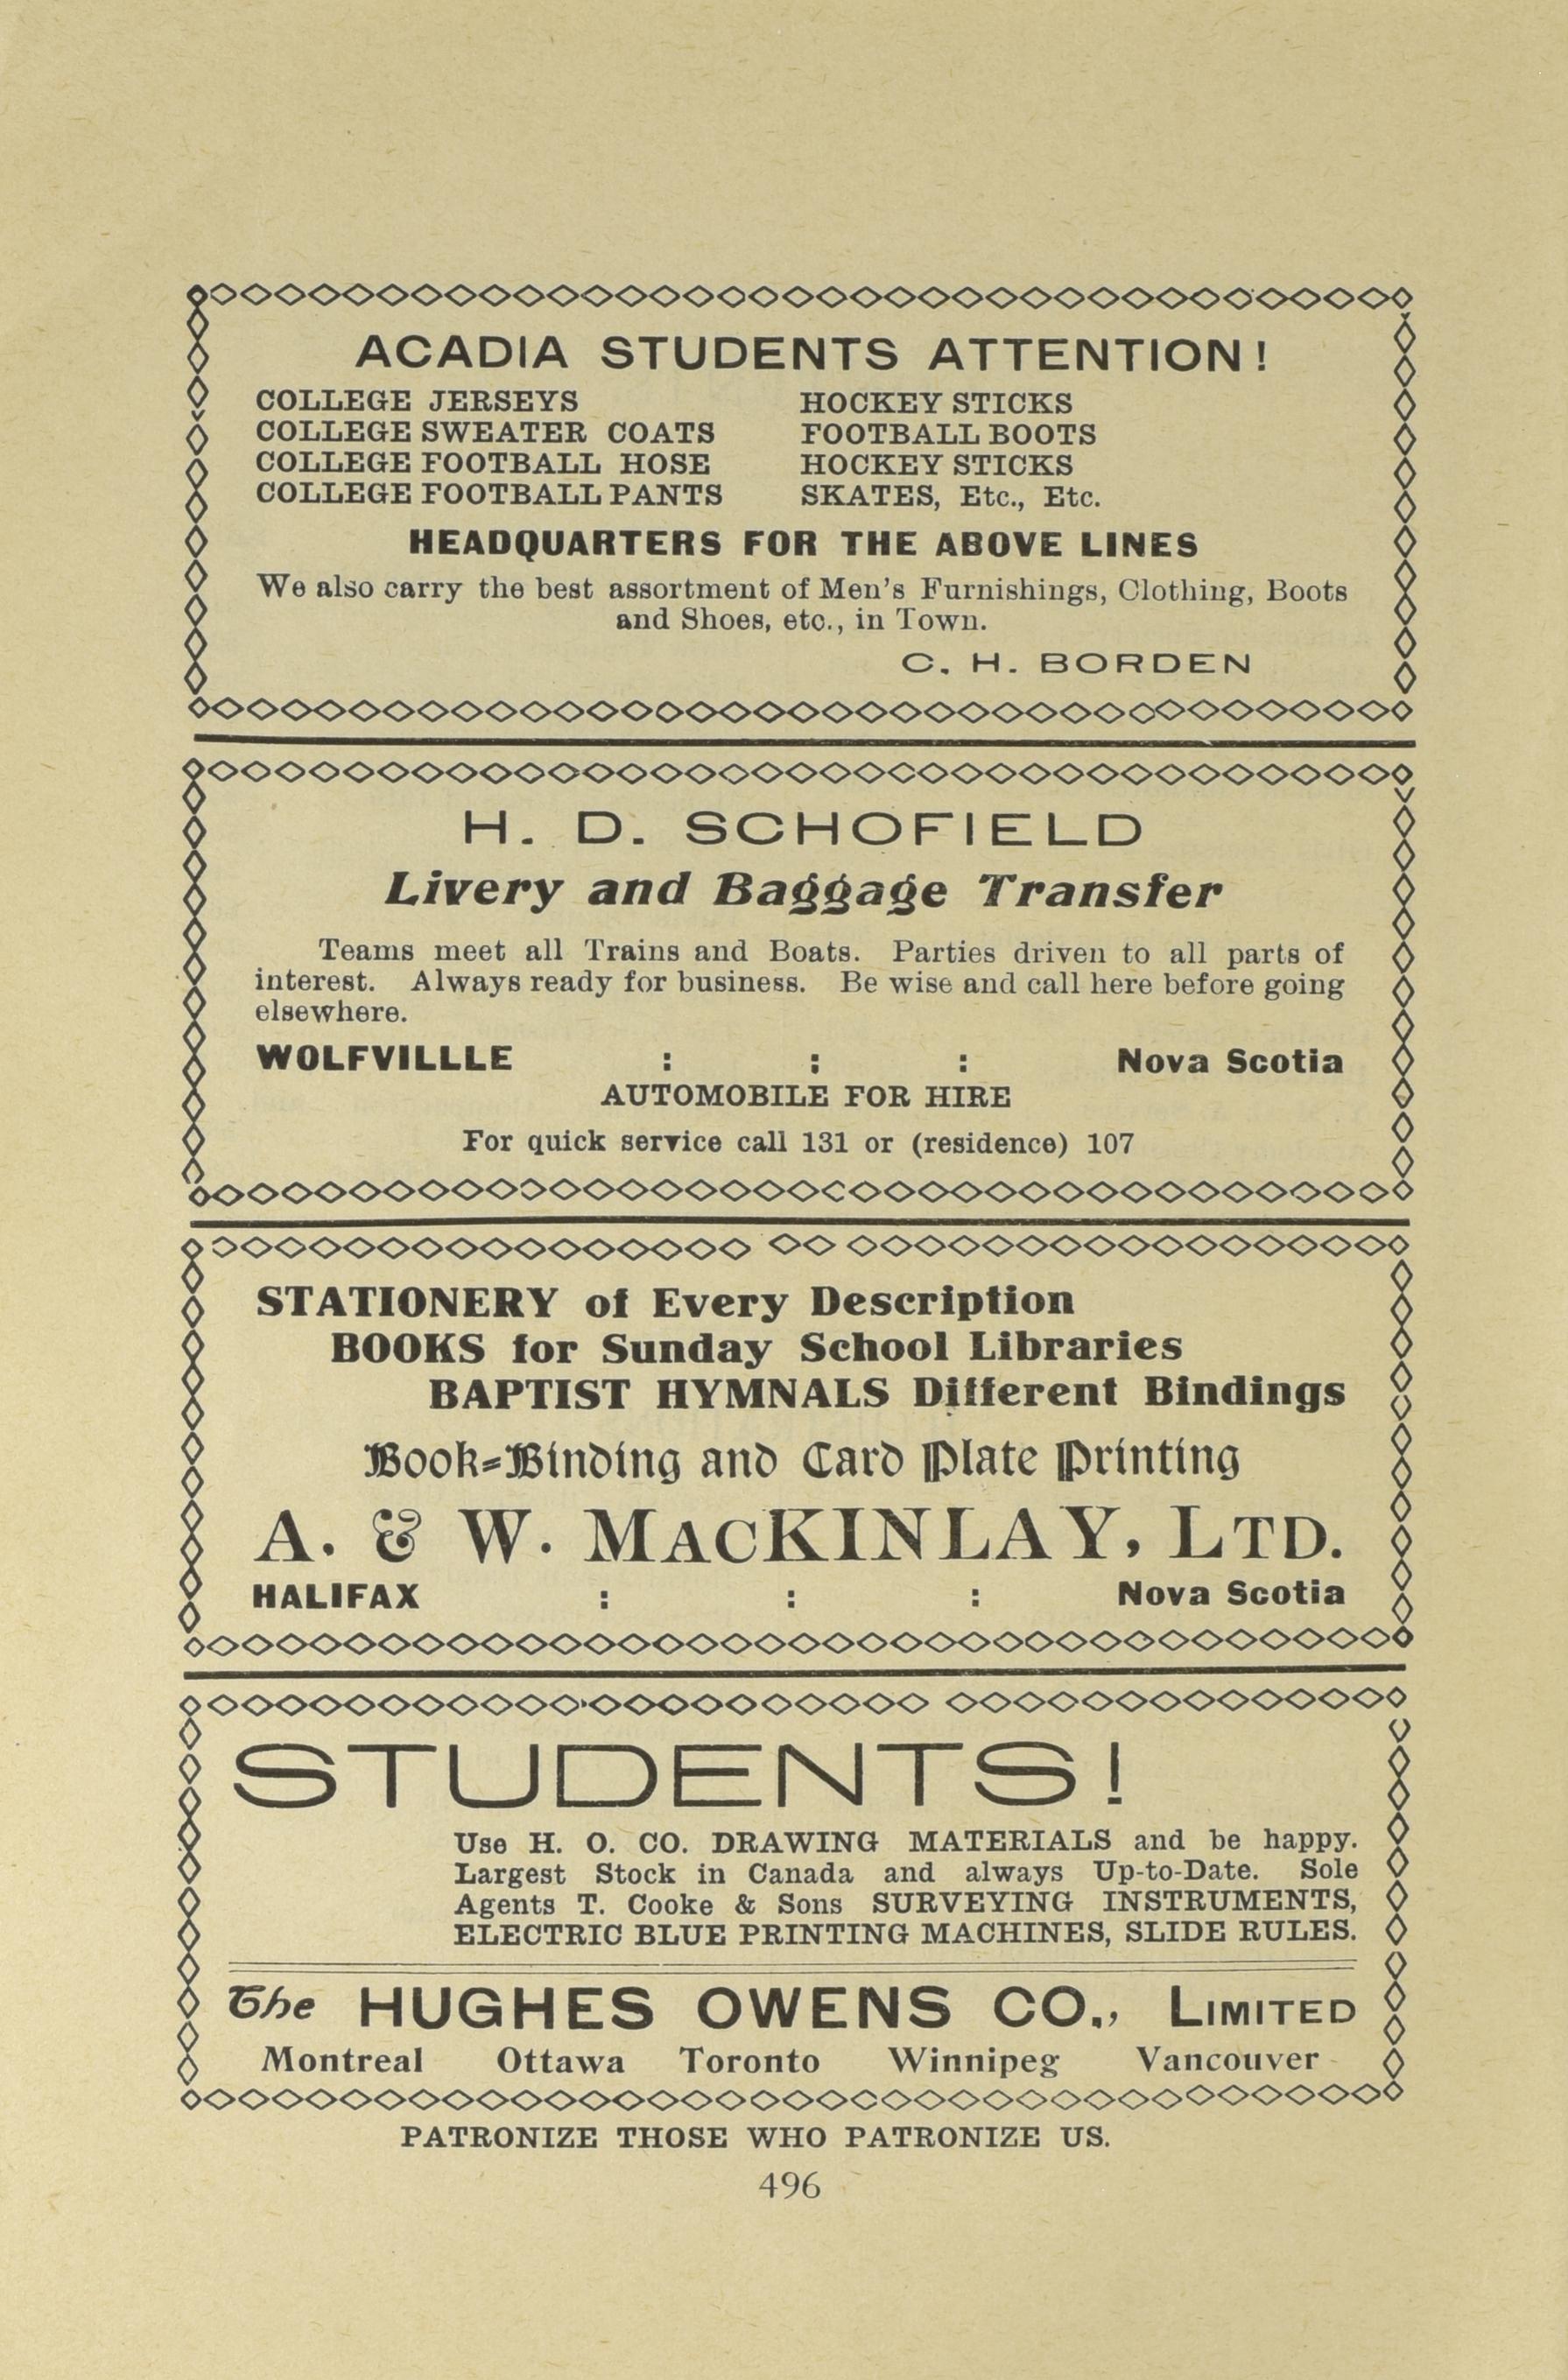 ACADIA STUDENTS ATTENTION!
COLLEGE JERSEYS
COLLEGE SWEATER COATS
COLLEGE FOOTBALL HOSE
COLLEGE FOOTBALL PANTS
HOCKEY STICKS
FOOTBALL BOOTS
HOCKEY STICKS
SKATES, Etc., Etc.
HEADQUARTERS FOR THE ABOVE LINES
We also carry the best assortment of Men's Furnishings, Clothing, Boots
and Shoes, etc., in Town.
C. H. BORDEN
H. D. SCHOFIELD
Livery and Baggage Transfer
Teams meet all Trains and Boats. Parties driven to all parts of
interest. Always ready for business. Be wise and call here before going
elsewhere.
WOLFVILLLE : : : Nova Scotia
AUTOMOBILE FOR HIRE
For quick service call 131 or (residence) 107
STATIONERY of Every Description
BOOKS for Sunday School Libraries
BAPTIST HYMNALS Different Bindings
Book-Binding and Card Plate Printing
A. & W. MACKINLAY, LTD.
HALIFAX : : : Nova Scotia
STUDENTS!
Use H. O. CO. DRAWING MATERIALS and be happy.
Largest Stock in Canada and always Up-to-Date. Sole
Agents T. Cooke & Sons SURVEYING INSTRUMENTS,
ELECTRIC BLUE PRINTING MACHINES, SLIDE RULES.
The HUGHES OWENS CO., LIMITED
Montreal Ottawa Toronto Winnipeg Vancouver
PATRONIZE THOSE WHO PATRONIZE US.
496